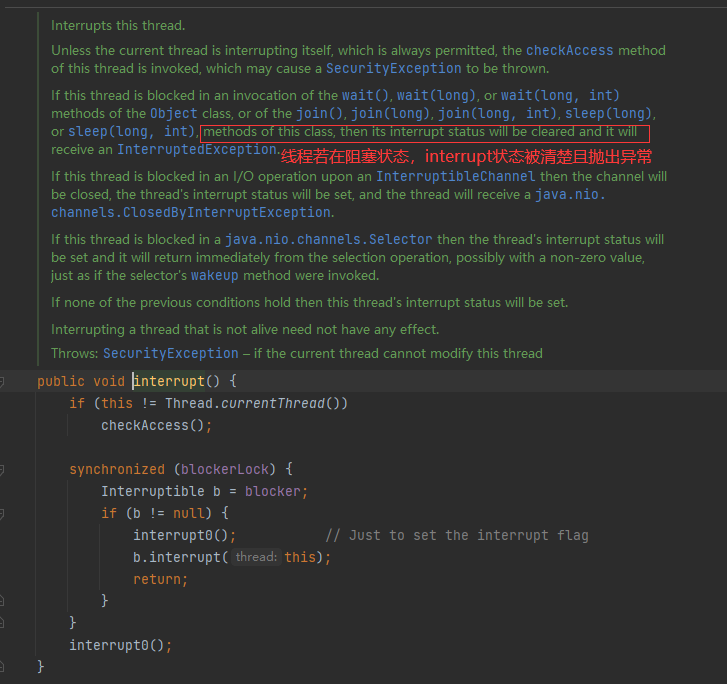 Interrupts this thread.
Unless the current thread is interrupting itself, which is always permitted, the checkAccess method
of this thread is invoked, which may cause a SecurityException to be thrown.
If this thread is blocked in an invocation of the wait(), wait(long), or wait(long, int)
methods of the Object class, or of the join(), join(long), join(long, int), sleep(long),
or sleep(long, int), methods of this class, then its interrupt status will be cleared and it will
receive an InterruptedException.线程若在阻塞状态，interrupt状态被清楚且抛出异常
If this thread is blocked in an I/O operation upon an InterruptibleChannel then the channel will
be closed, the thread's interrupt status will be set, and the thread will receive a java.nio.
channels.ClosedByInterruptException.
If this thread is blocked in a java.nio.channels.Selector then the thread's interrupt status will
be set and it will return immediately from the selection operation, possibly with a non-zero value,
just as if the selector's wakeup method were invoked.
If none of the previous conditions hold then this thread's interrupt status will be set.
Interrupting a thread that is not alive need not have any effect.
Throws: SecurityException – if the current thread cannot modify this thread
public void interrupt() {
if (this != Thread.currentThread())
checkAccess();
synchronized (blockerLock) {
Interruptible b = blocker;
if (b != null) {
interrupt0(); // Just to set the interrupt flag
b.interrupt( thread: this);
return;
}
}
interrupt0();
}